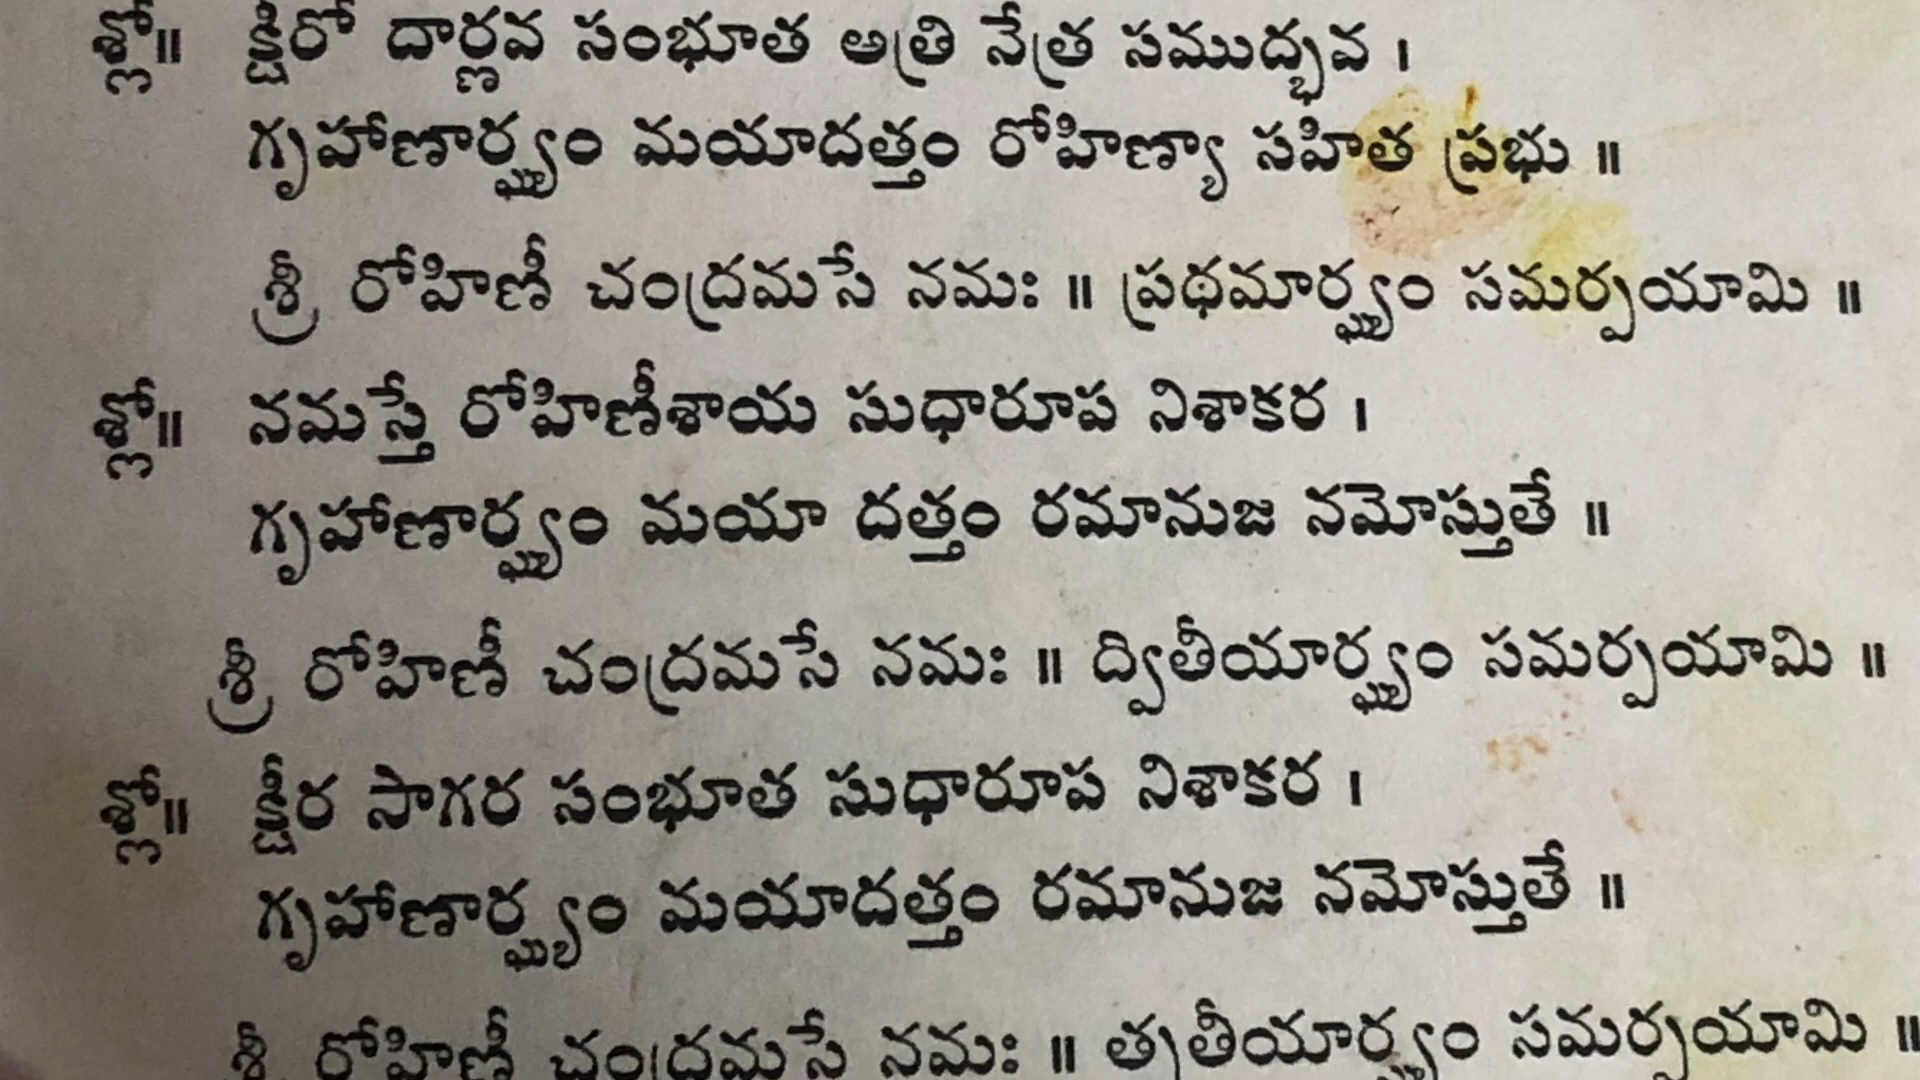 శ్లో॥ క్షీరో దార్ణవ సంభూత అత్రి నేత్ర సముద్భవ ।
గృహాణార్ఘ్యం మయాదత్తం రోహిణ్యా సహిత ప్రభు ॥
శ్రీ రోహిణీ చంద్రమసే నమః ॥ ప్రథమార్ఘ్యం సమర్పయామి ॥
శ్లో॥ నమస్తే రోహిణీశాయ సుధారూప నిశాకర ।
గృహాణార్ఘ్యం మయా దత్తం రమానుజ నమోస్తుతే ॥
శ్రీ రోహిణీ చంద్రమసే నమః ॥ ద్వితీయార్ఘ్యం సమర్పయామి ॥
శ్లో॥ క్షీర సాగర సంభూత సుధారూప నిశాకర ।
గృహాణార్ఘ్యం మయాదత్తం రమానుజ నమోస్తుతే ॥
శ్రీ రోహిణీ చంద్రమసే నమః ॥ తృతీయార్ఘ్యం సమర్పయామి ॥